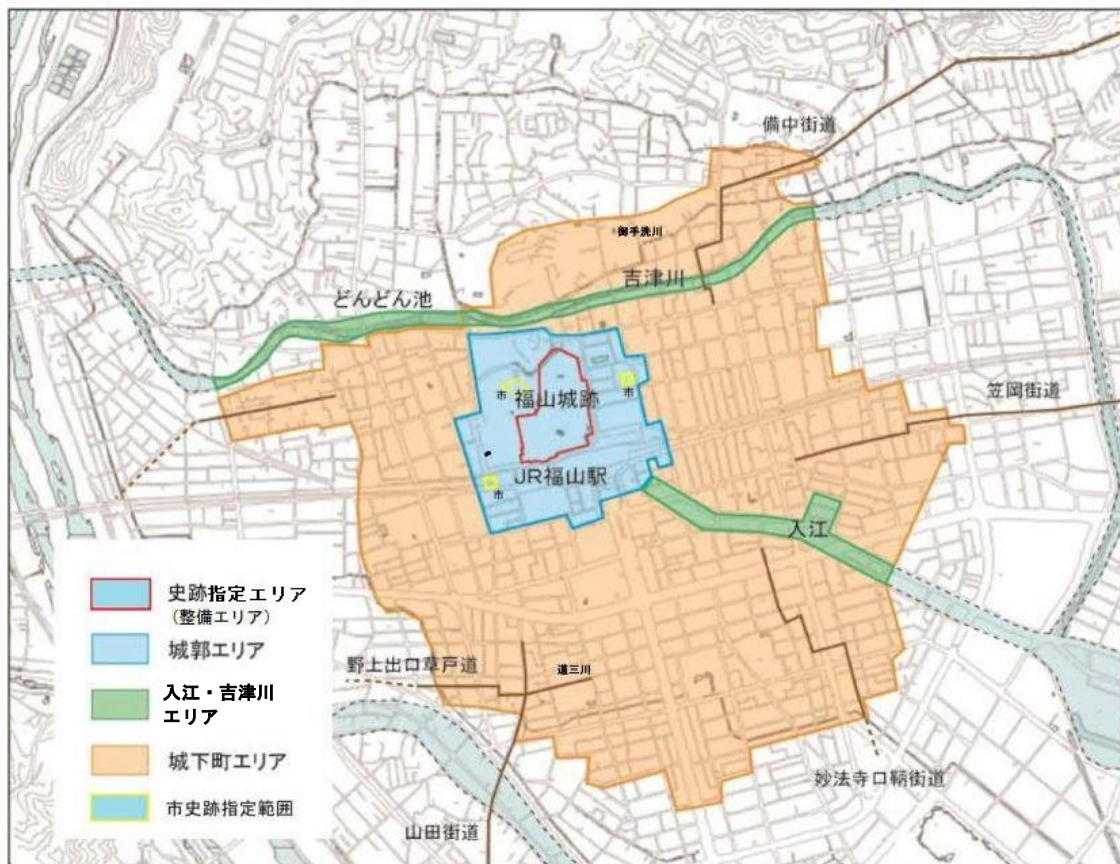 備中街道
御手洗川
吉津川
どんどん池
笠岡街道
福山城跡
市
市
JR福山駅
市
入江
史跡指定エリア
(整備エリア)
城郭エリア
入江・吉津川
エリア
城下町エリア
市史跡指定範囲
野上出口草戸道
道三川
妙法寺口鞆街道
山田街道